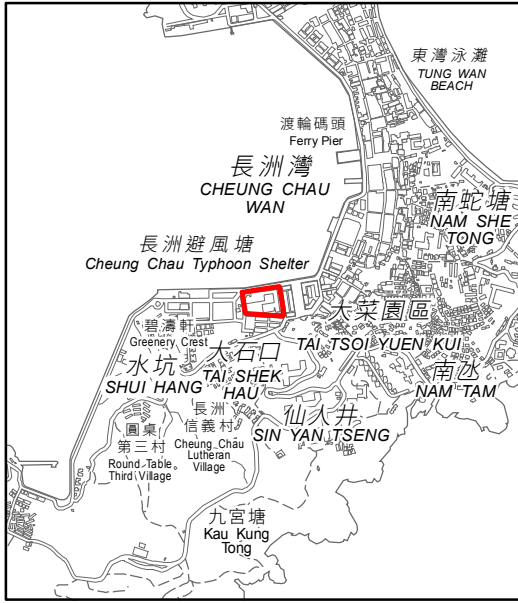 東灣泳灘
TUNG WAN
BEACH
渡輪碼頭
Ferry Pier
長洲灣
CHEUNG CHAU
WAN
南蛇塘
NAM SHE
TONG
長洲避風塘
Cheung Chau Typhoon Shelter
大菜園區
TAI TSOI YUEN KUI
碧濤軒
Greenery Crest
大石口
TAI SHEK
HAU
水坑
SHUI HANG
南氹
NAM TAM
長洲
信義村
Cheung Chau
Lutheran
Village
仙人井
SIN YAN TSENG
圓桌
第三村
Round Table
Third Village
九宮塘
Kau Kung
Tong